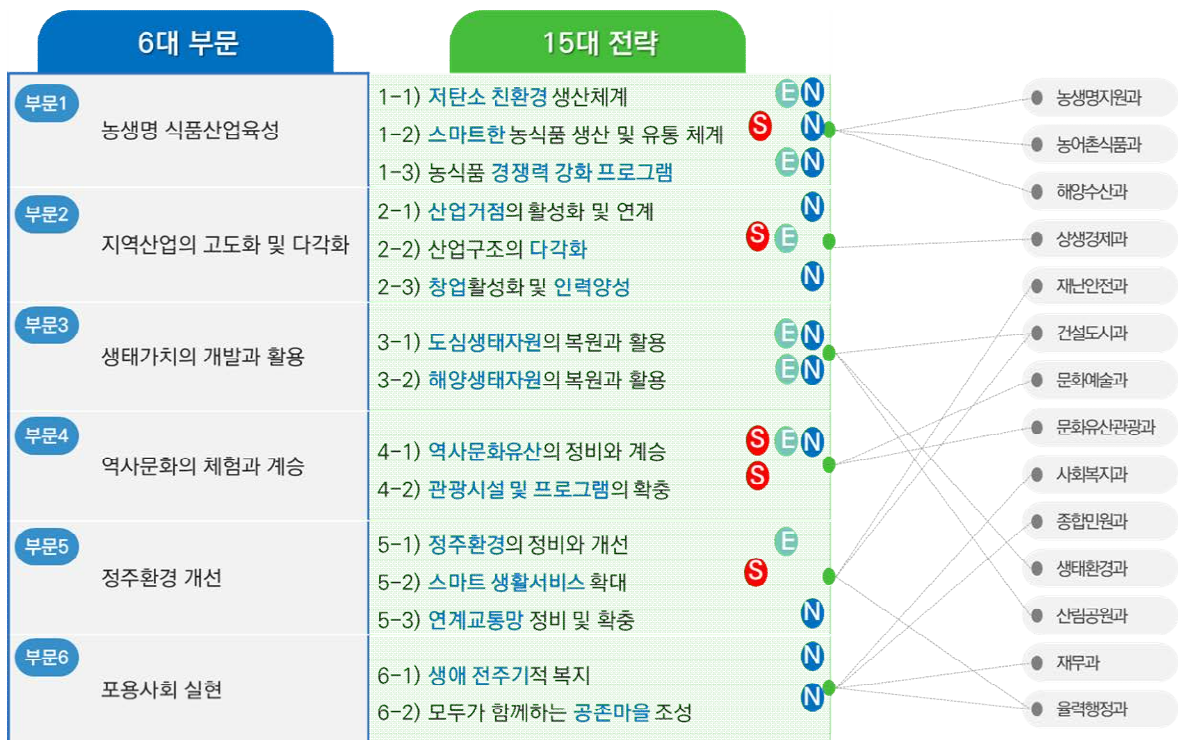 6대 부문
15대 전략
부문1
농생명 식품산업육성
1-1) 저탄소 친환경 생산체계 E N
1-2) 스마트한 농식품 생산 및 유통 체계 S N
1-3) 농식품 경쟁력 강화 프로그램 E N
부문2
지역산업의 고도화 및 다각화
2-1) 산업거점의 활성화 및 연계 N
2-2) 산업구조의 다각화 S E
2-3) 창업활성화 및 인력양성 N
부문3
생태가치의 개발과 활용
3-1) 도심생태자원의 복원과 활용 E N
3-2) 해양생태자원의 복원과 활용 E N
부문4
역사문화의 체험과 계승
4-1) 역사문화유산의 정비와 계승 S E N
4-2) 관광시설 및 프로그램의 확충 S
부문5
정주환경 개선
5-1) 정주환경의 정비와 개선 E
5-2) 스마트 생활서비스 확대 S
5-3) 연계교통망 정비 및 확충 N
부문6
포용사회 실현
6-1) 생애 전주기적 복지 N
6-2) 모두가 함께하는 공존마을 조성 N
농생명지원과
농어촌식품과
해양수산과
상생경제과
재난안전과
건설도시과
문화예술과
문화유산관광과
사회복지과
종합민원과
생태환경과
산림공원과
재무과
율력행정과